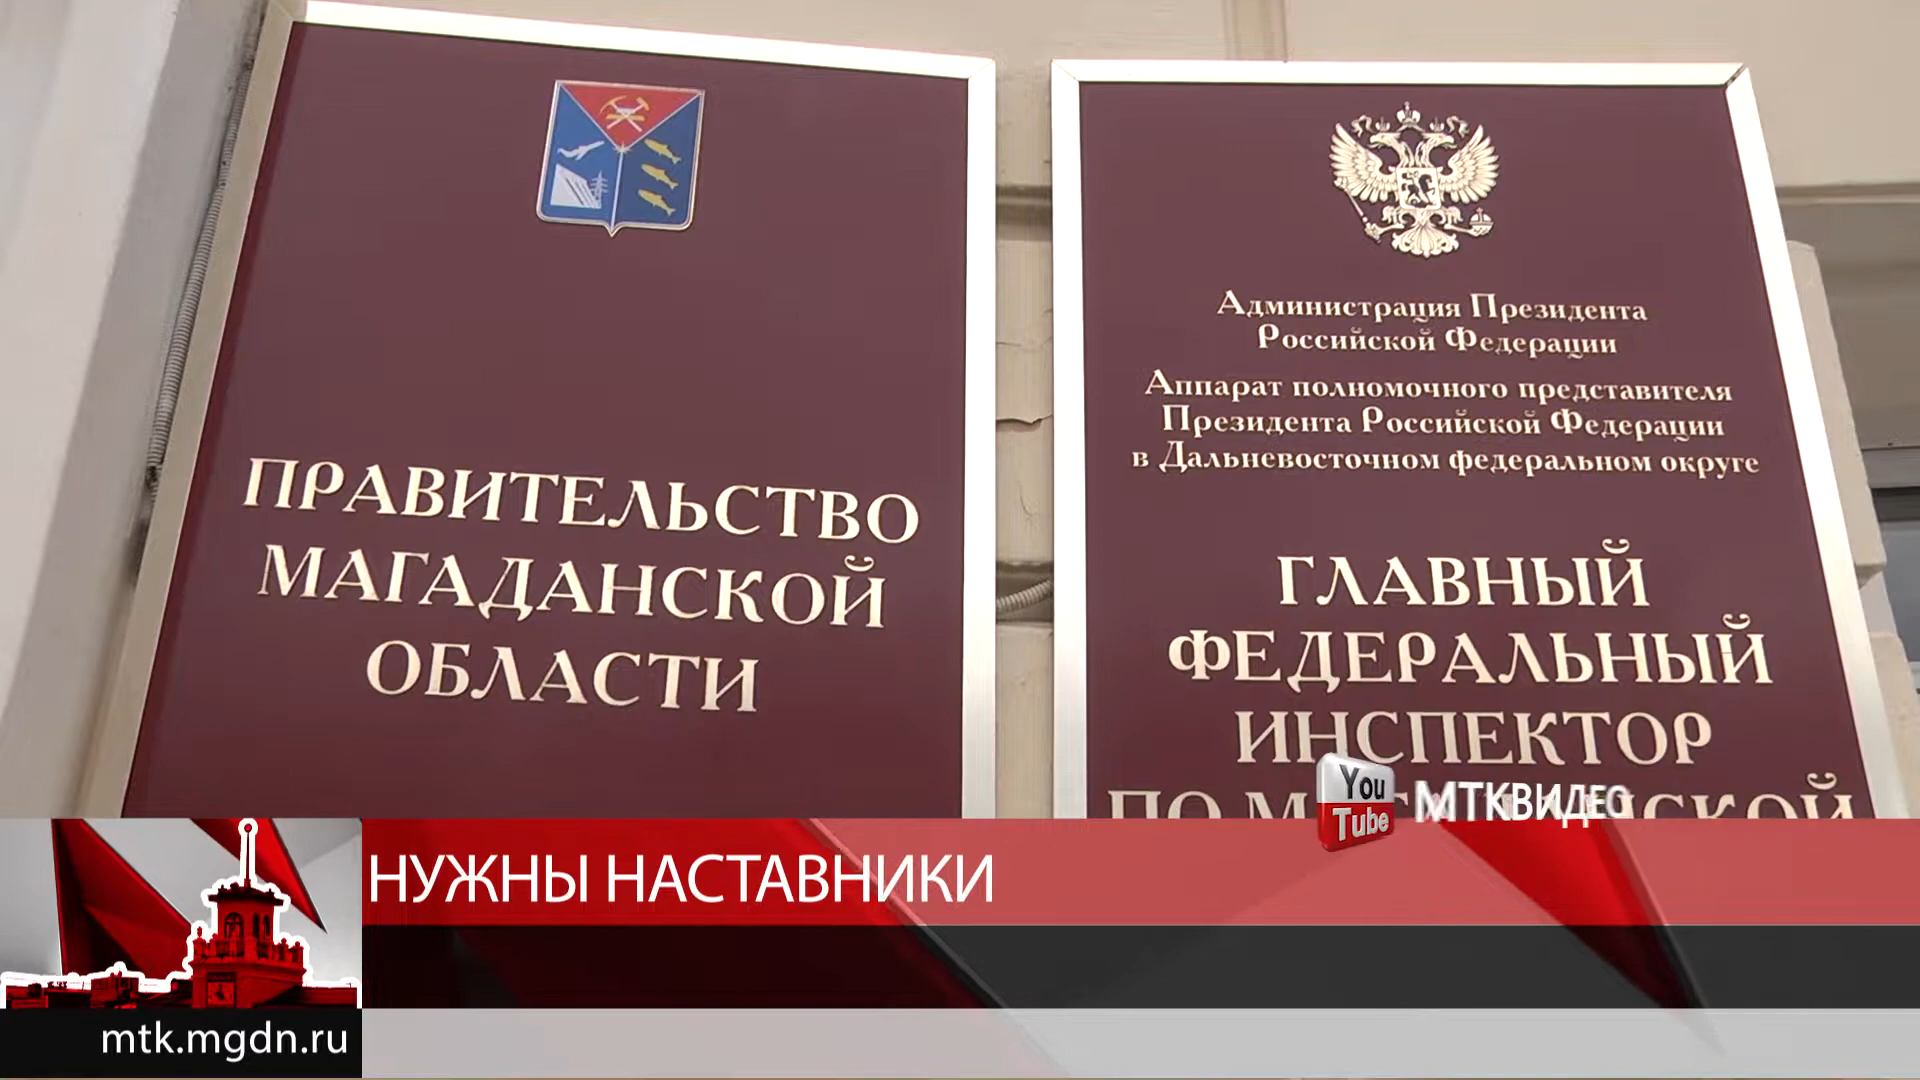 ПРАВИТЕЛЬСТВО
МАГАДАНСКОЙ
ОБЛАСТИ
Администрация Президента
Российской Федерации
Аппарат полномочного представителя
Президента Российской Федерации
в Дальневосточном федеральном округе
ГЛАВНЫЙ
ФЕДЕРАЛЬНЫЙ
ИНСПЕКТОР
ПО
You
Tube
МТКВИДЕО
НУЖНЫ НАСТАВНИКИ
mtk.mgdn.ru